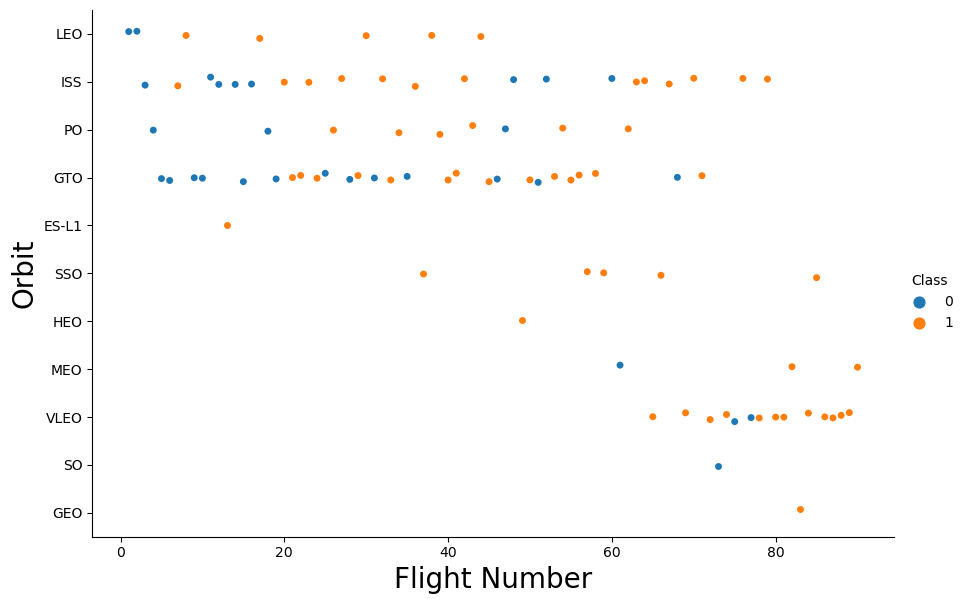 LEO
ISS
PO
GTO
ES-L1
SSO
HEO
MEO
VLEO
SO
GEO
Orbit
0 20 40 60 80
Flight Number
Class
0
1